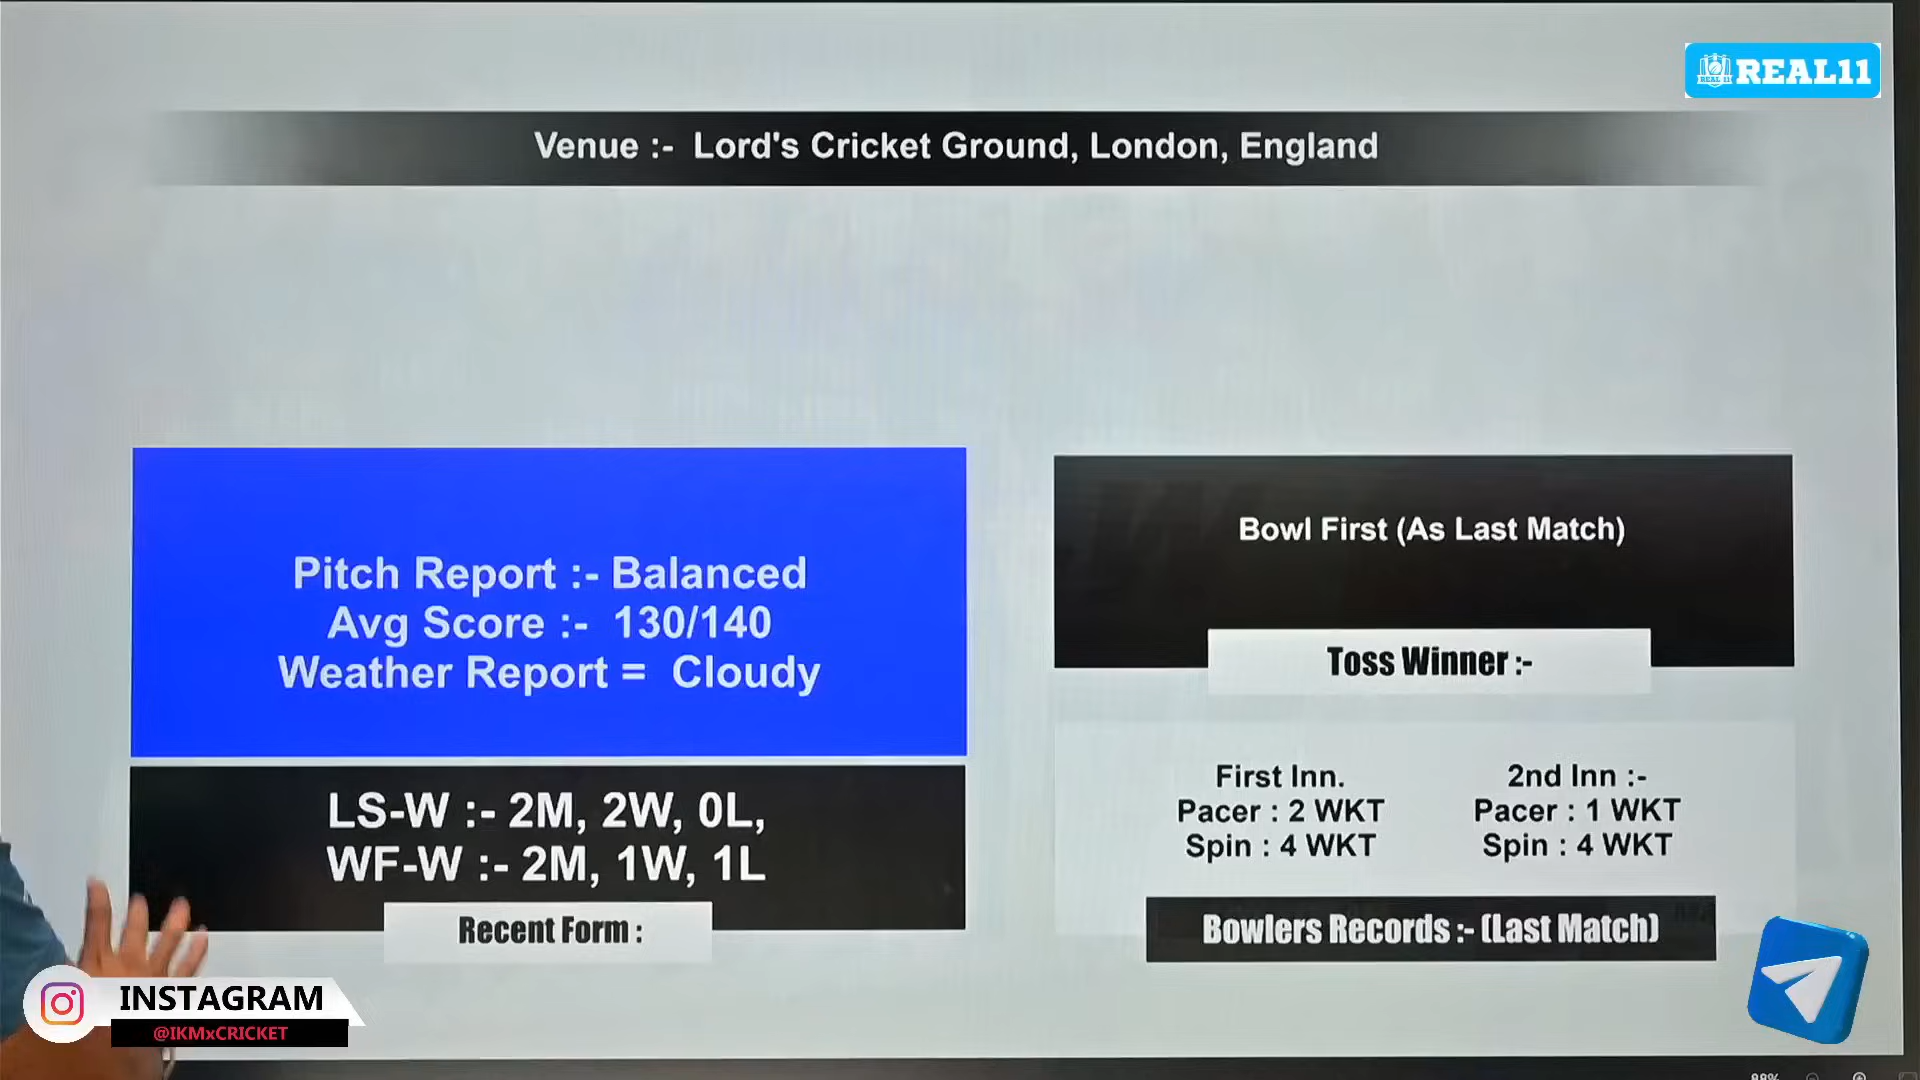 REAL 11
REAL11
Venue :- Lord's Cricket Ground, London, England
Pitch Report :- Balanced
Avg Score :- 130/140
Weather Report = Cloudy
LS-W :- 2M, 2W, 0L,
WF-W :- 2M, 1W, 1L
Recent Form :
Bowl First (As Last Match)
Toss Winner :-
First Inn.
Pacer : 2 WKT
Spin : 4 WKT
2nd Inn :-
Pacer : 1 WKT
Spin : 4 WKT
Bowlers Records :- (Last Match)
INSTAGRAM
@IKMxCRICKET